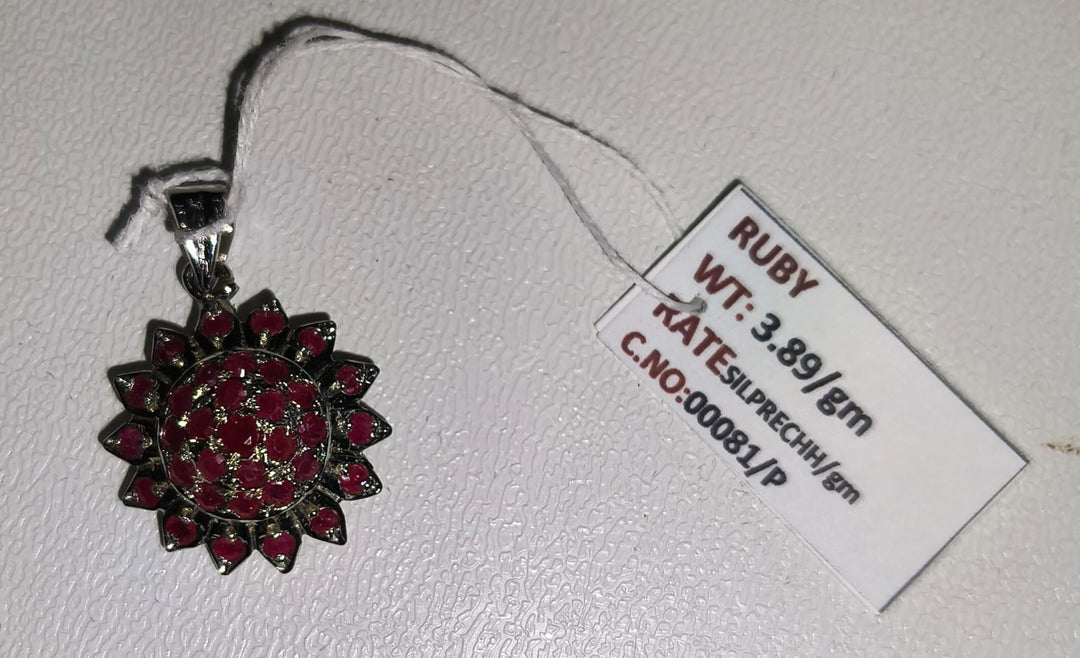 RUBY
WT: 3.89/gm
RATESILPRECHH/gm
C.NO:00081/P